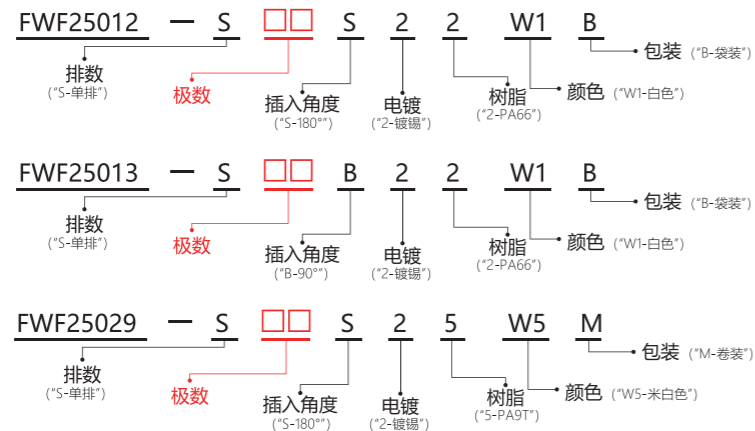 FWF25012 — S □□ S 2 2 W1 B
包装 ("B-袋装")
排数
("S-单排")
极数
插入角度
("S-180°")
电镀
("2-镀锡")
树脂
("2-PA66")
颜色 ("W1-白色")
FWF25013 — S □□ B 2 2 W1 B
包装 ("B-袋装")
排数
("S-单排")
极数
插入角度
("B-90°")
电镀
("2-镀锡")
树脂
("2-PA66")
颜色 ("W1-白色")
FWF25029 — S □□ S 2 5 W5 M
包装 ("M-卷装")
排数
("S-单排")
极数
插入角度
("S-180°")
电镀
("2-镀锡")
树脂
("5-PA9T")
颜色 ("W5-米白色")